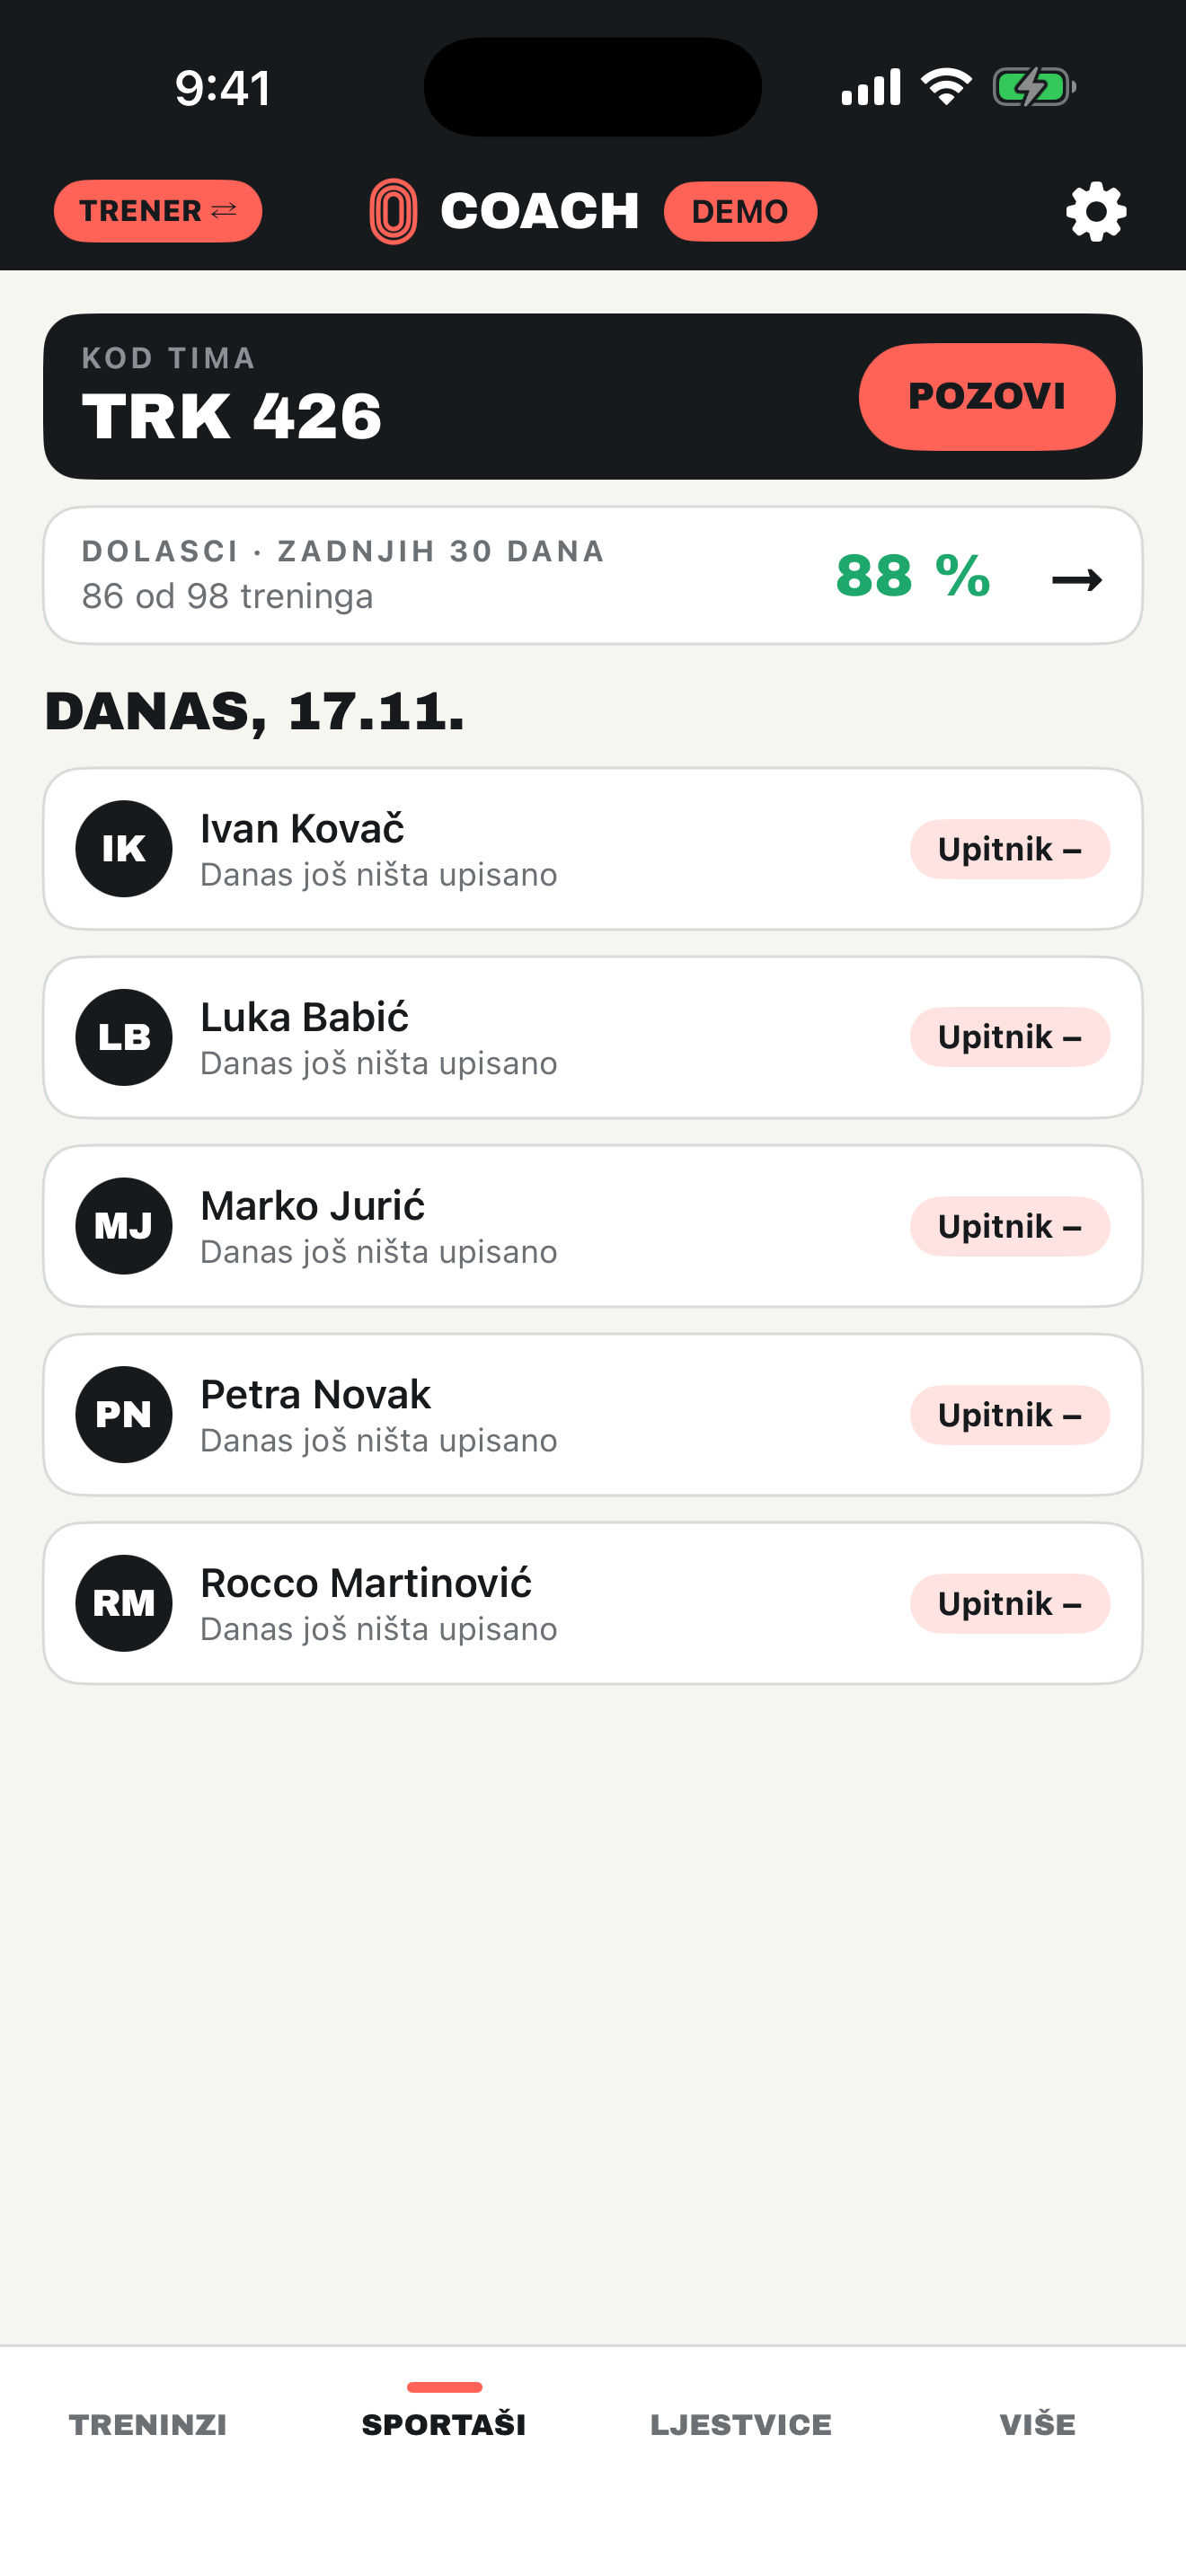 9:41
TRENER ⇄ COACH DEMO
KOD TIMA
TRK 426
POZOVI
DOLASCI · ZADNJIH 30 DANA
86 od 98 treninga
88 % →
DANAS, 17.11.
IK
Ivan Kovač
Danas još ništa upisano
Upitnik –
LB
Luka Babić
Danas još ništa upisano
Upitnik –
MJ
Marko Jurić
Danas još ništa upisano
Upitnik –
PN
Petra Novak
Danas još ništa upisano
Upitnik –
RM
Rocco Martinović
Danas još ništa upisano
Upitnik –
TRENINZI SPORTAŠI LJESTVICE VIŠE